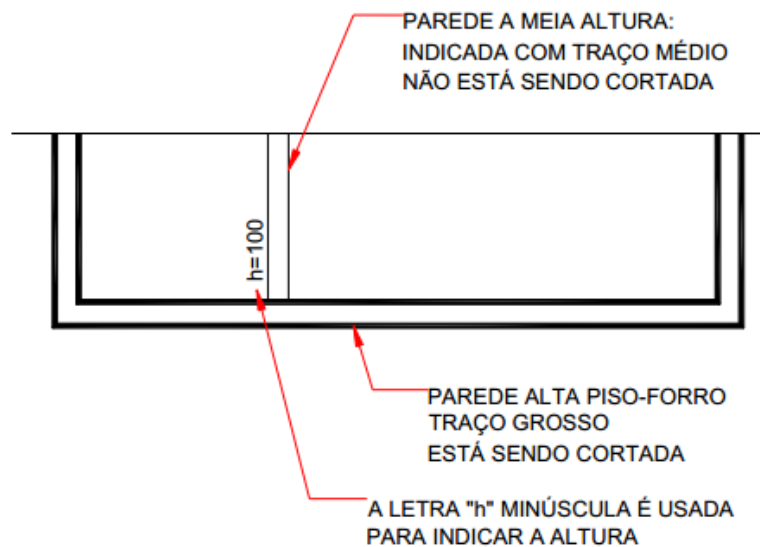 PAREDE A MEIA ALTURA:
INDICADA COM TRAÇO MÉDIO
NÃO ESTÁ SENDO CORTADA
h=100
PAREDE ALTA PISO-FORRO
TRAÇO GROSSO
ESTÁ SENDO CORTADA
A LETRA "h" MINÚSCULA É USADA
PARA INDICAR A ALTURA